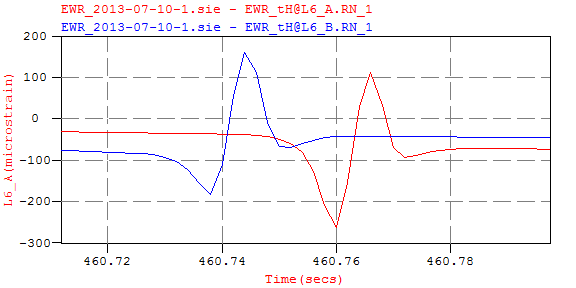 EWR_2013-07-10-1.sie - EWR_tH@L6_A.RN_1
EWR_2013-07-10-1.sie - EWR_tH@L6_B.RN_1
L6_A(microstrain)
200
100
0
-100
-200
-300
460.72 460.74 460.76 460.78
Time(secs)